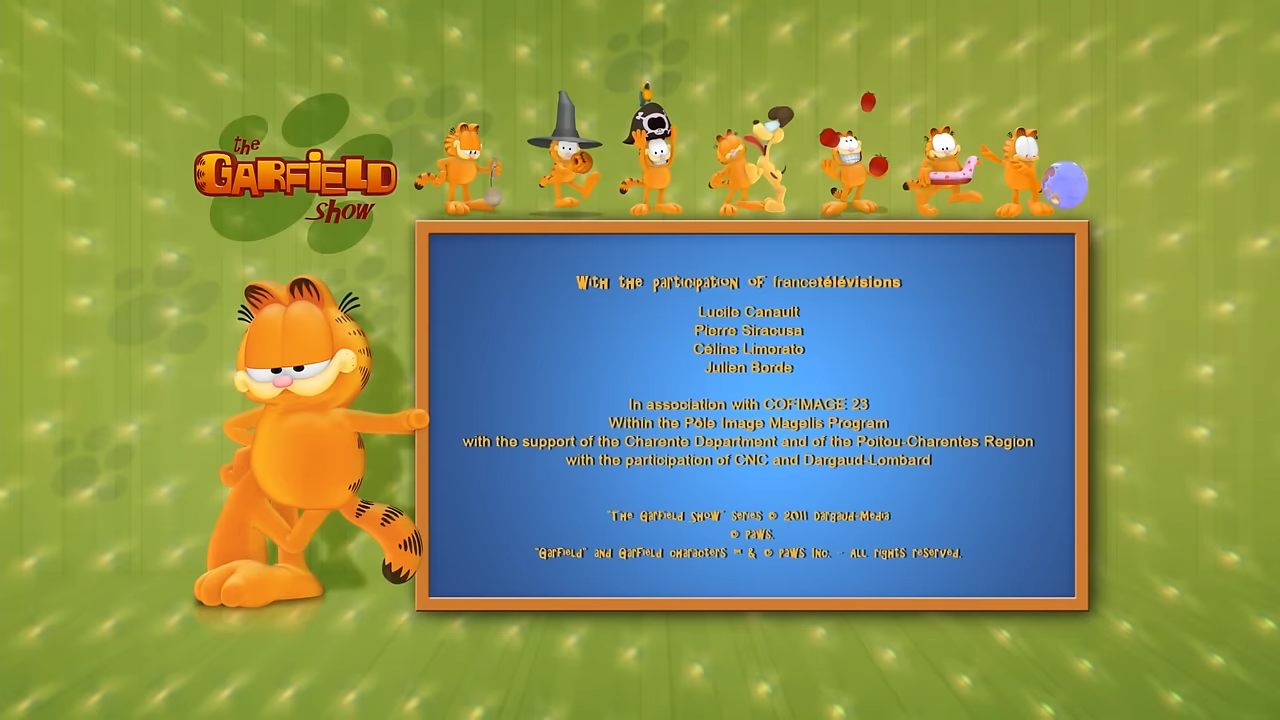 the
GARFIELD
show
With the participation of francetélévisions
Lucile Canault
Pierre Siracusa
Céline Limorato
Julien Borde
In association with COFIMAGE 23
Within the Pôle Image Magelis Program
with the support of the Charente Department and of the Poitou-Charentes Region
with the participation of CNC and Dargaud-Lombard
"The Garfield Show" series © 2011 Dargaud Media
© PAWS.
"Garfield" and Garfield characters ™ & © PAWS Inc. - All rights reserved.